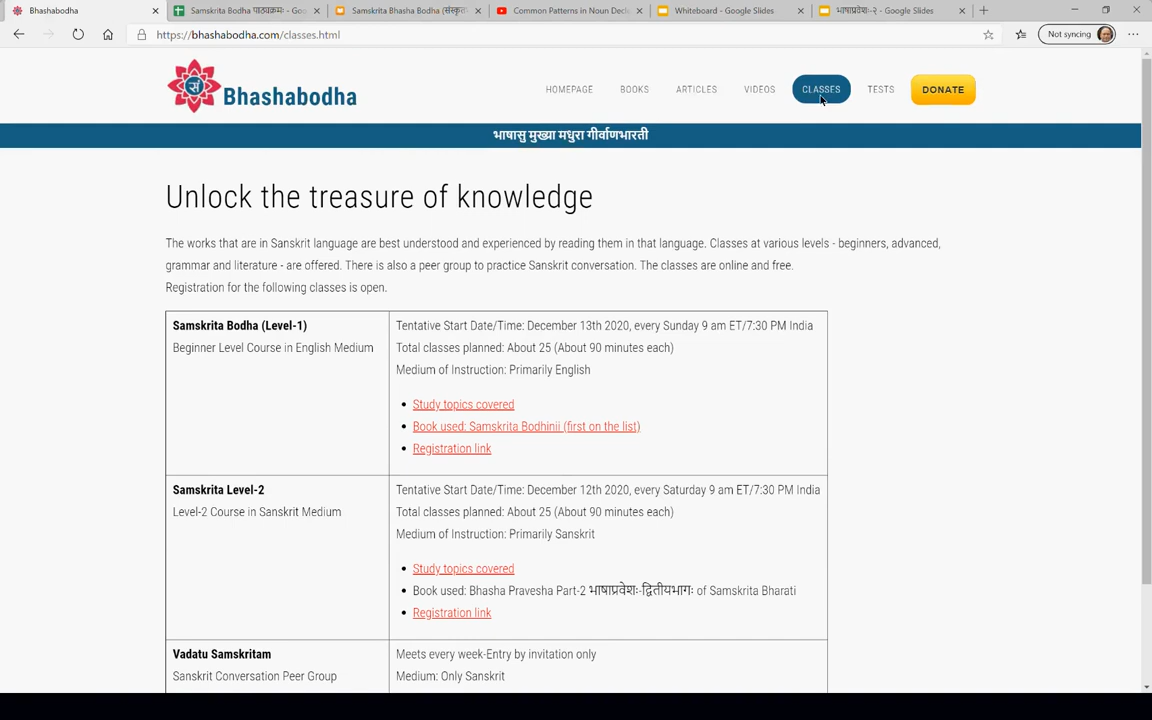 Bhashabodha
Samskrita Bodha पाठ्यक्रमः - Goo
Samskrita Bhasha Bodha (संस्कृत
Common Patterns in Noun Decl
Whiteboard - Google Slides
भाषाप्रवेशः-२ - Google Slides
https://bhashabodha.com/classes.html
Not syncing
सं
Bhashabodha
HOMEPAGE
BOOKS
ARTICLES
VIDEOS
CLASSES
TESTS
DONATE
भाषासु मुख्या मधुरा गीर्वाणभारती
Unlock the treasure of knowledge
The works that are in Sanskrit language are best understood and experienced by reading them in that language. Classes at various levels - beginners, advanced,
grammar and literature - are offered. There is also a peer group to practice Sanskrit conversation. The classes are online and free.
Registration for the following classes is open.
Samskrita Bodha (Level-1)
Beginner Level Course in English Medium
Tentative Start Date/Time: December 13th 2020, every Sunday 9 am ET/7:30 PM India
Total classes planned: About 25 (About 90 minutes each)
Medium of Instruction: Primarily English
Study topics covered
Book used: Samskrita Bodhinii (first on the list)
Registration link
Samskrita Level-2
Level-2 Course in Sanskrit Medium
Tentative Start Date/Time: December 12th 2020, every Saturday 9 am ET/7:30 PM India
Total classes planned: About 25 (About 90 minutes each)
Medium of Instruction: Primarily Sanskrit
Study topics covered
Book used: Bhasha Pravesha Part-2 भाषाप्रवेशः-द्वितीयभागः of Samskrita Bharati
Registration link
Vadatu Samskritam
Sanskrit Conversation Peer Group
Meets every week-Entry by invitation only
Medium: Only Sanskrit